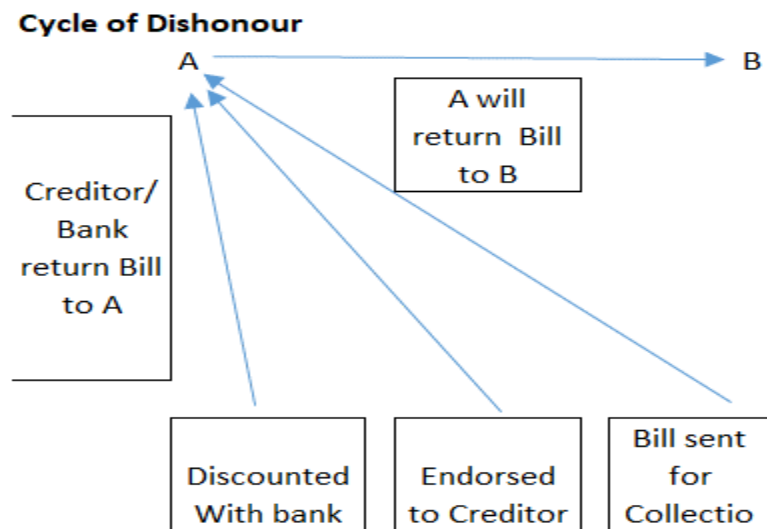 Cycle of Dishonour
A
B
A will
return Bill
to B
Creditor/
Bank
return Bill
to A
Discounted
With bank
Endorsed
to Creditor
Bill sent
for
Collectio